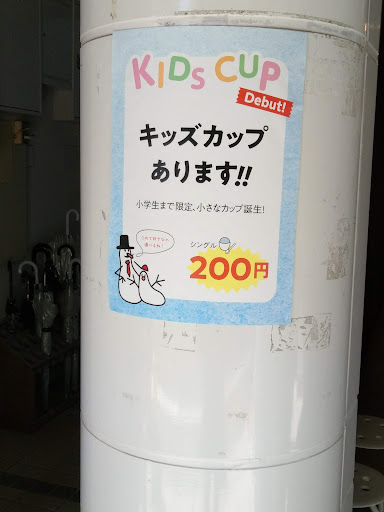 KIDS CUP
Debut!
キッズカップ
あります!!
小学生まで限定、小さなカップ誕生!
シングル
200円